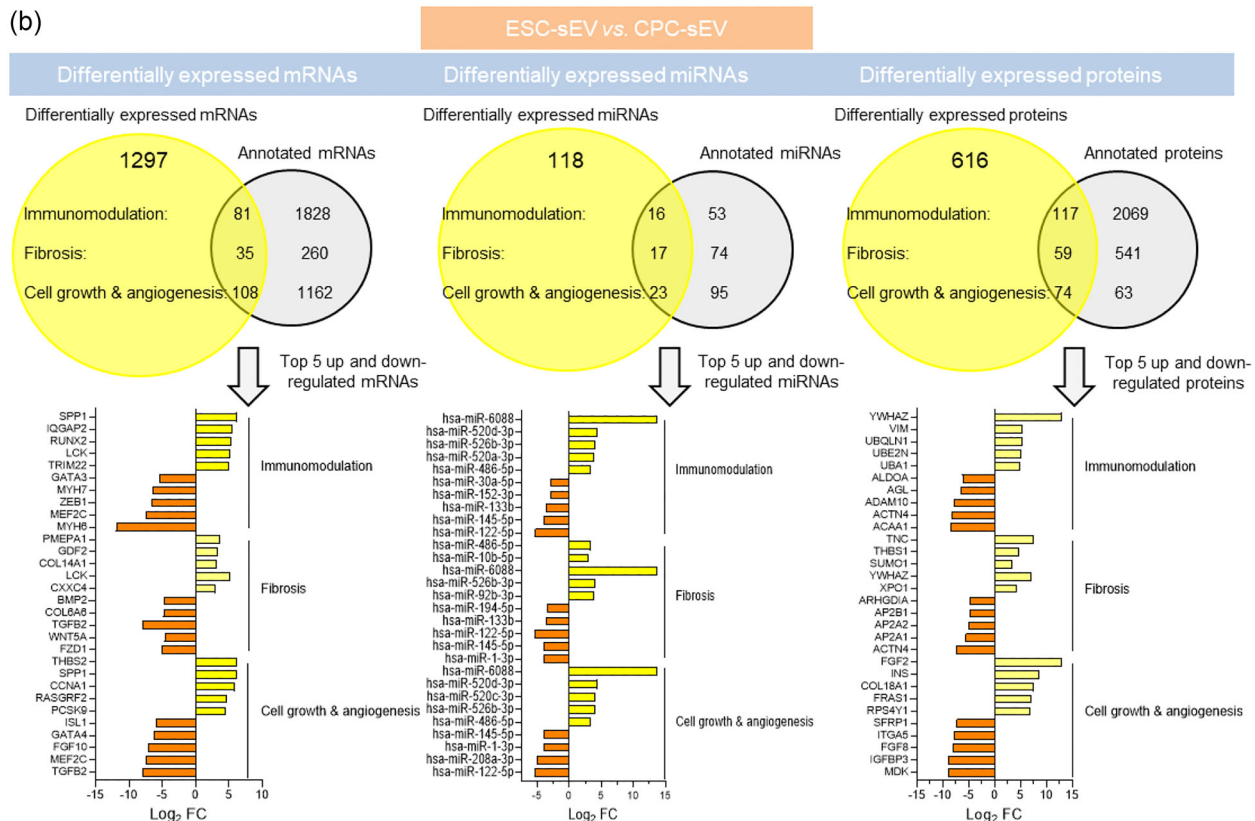 (b)
ESC-sEV vs. CPC-sEV
Differentially expressed mRNAs
Differentially expressed miRNAs
Differentially expressed proteins
Differentially expressed mRNAs
1297
Annotated mRNAs
Immunomodulation: 81 1828
Fibrosis: 35 260
Cell growth & angiogenesis: 108 1162
Top 5 up and down-
regulated mRNAs
SPP1
IQGAP2
RUNX2
LCK
TRIM22
GATA3
MYH7
ZEB1
MEF2C
MYH6
Immunomodulation
PMEPA1
GDF2
COL14A1
LCK
CXXC4
BMP2
COL6A6
TGFB2
WNT5A
FZD1
Fibrosis
THBS2
SPP1
CCNA1
RASGRF2
PCSK9
ISL1
GATA4
FGF10
MEF2C
TGFB2
Cell growth & angiogenesis
-15 -10 -5 0 5 10
Log2 FC
Differentially expressed miRNAs
118
Annotated miRNAs
Immunomodulation: 16 53
Fibrosis: 17 74
Cell growth & angiogenesis: 23 95
Top 5 up and down-
regulated miRNAs
hsa-miR-6088
hsa-miR-520d-3p
hsa-miR-526b-3p
hsa-miR-520a-3p
hsa-miR-486-5p
hsa-miR-30a-5p
hsa-miR-152-3p
hsa-miR-133b
hsa-miR-145-5p
hsa-miR-122-5p
Immunomodulation
hsa-miR-486-5p
hsa-miR-10b-5p
hsa-miR-6088
hsa-miR-526b-3p
hsa-miR-92b-3p
hsa-miR-194-5p
hsa-miR-133b
hsa-miR-122-5p
hsa-miR-145-5p
hsa-miR-1-3p
Fibrosis
hsa-miR-6088
hsa-miR-520d-3p
hsa-miR-520c-3p
hsa-miR-526b-3p
hsa-miR-486-5p
hsa-miR-145-5p
hsa-miR-1-3p
hsa-miR-208a-3p
hsa-miR-122-5p
Cell growth & angiogenesis
-5 0 5 10 15
Log2 FC
Differentially expressed proteins
616
Annotated proteins
Immunomodulation: 117 2069
Fibrosis: 59 541
Cell growth & angiogenesis: 74 63
Top 5 up and down-
regulated proteins
YWHAZ
VIM
UBQLN1
UBE2N
UBA1
ALDOA
AGL
ADAM10
ACTN4
ACAA1
Immunomodulation
TNC
THBS1
SUMO1
YWHAZ
XPO1
ARHGDIA
AP2B1
AP2A2
AP2A1
ACTN4
Fibrosis
FGF2
INS
COL18A1
FRAS1
RPS4Y1
SFRP1
ITGA5
FGF8
IGFBP3
MDK
Cell growth & angiogenesis
-15 -10 -5 0 5 10 15
Log2 FC